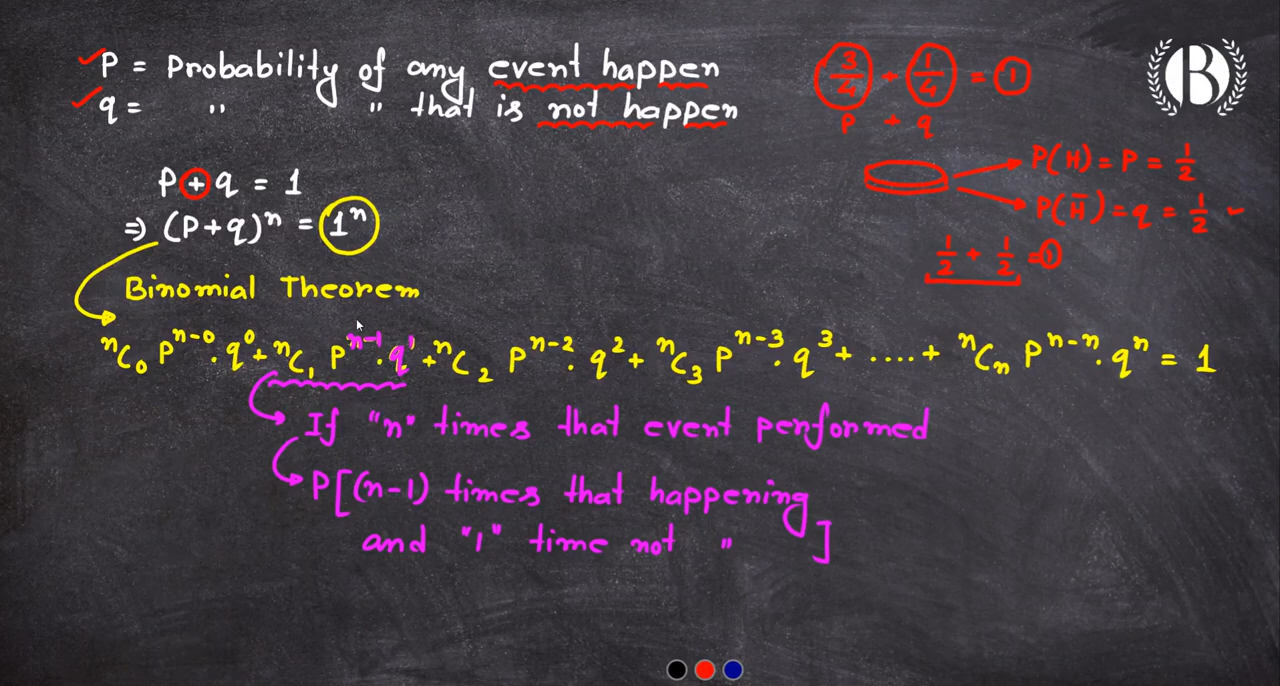 P = Probability of any event happen
q = " " that is not happen
3/4 + 1/4 = 1
P + q
P(H) = P = 1/2
P(H̅) = q = 1/2
1/2 + 1/2 = 1
B
P + q = 1
⇒ (P+q)ⁿ = 1ⁿ
Binomial Theorem
ⁿC₀ Pⁿ⁻⁰·q⁰ + ⁿC₁ Pⁿ⁻¹·q¹ + ⁿC₂ Pⁿ⁻²·q² + ⁿC₃ Pⁿ⁻³·q³ + .... + ⁿCₙ Pⁿ⁻ⁿ·qⁿ = 1
If "n" times that event performed
P[(n-1) times that happening
and "1" time not " ]